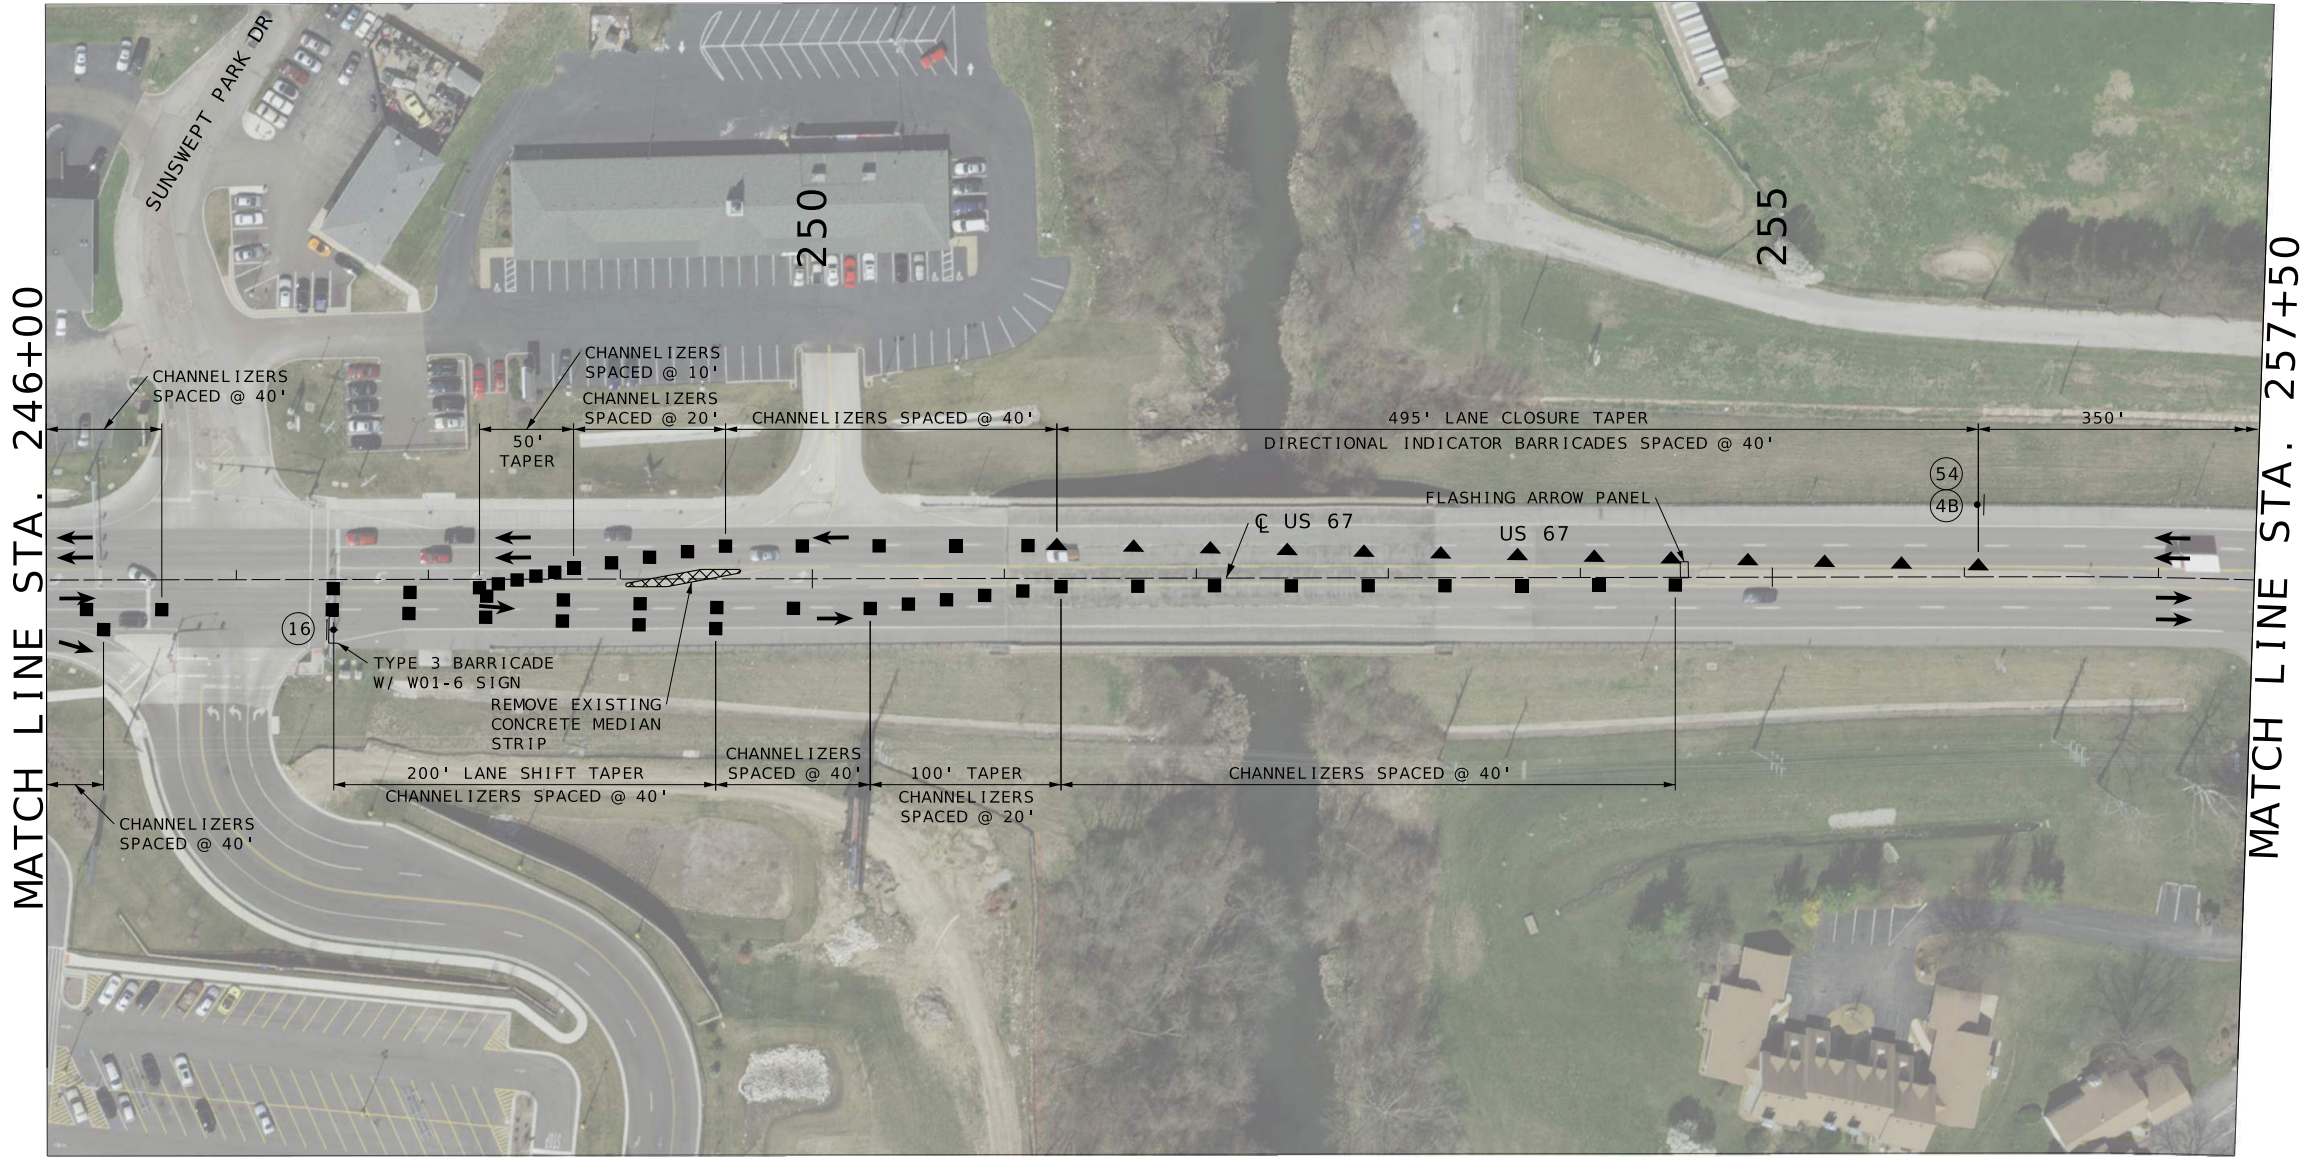 SUNSWEPT PARK DR
250
255
MATCH LINE STA. 246+00
MATCH LINE STA. 257+50
CHANNELIZERS
SPACED @ 40'
CHANNELIZERS
SPACED @ 10'
CHANNELIZERS
SPACED @ 20'
50'
TAPER
CHANNELIZERS SPACED @ 40'
495' LANE CLOSURE TAPER
DIRECTIONAL INDICATOR BARRICADES SPACED @ 40'
350'
54
4B
FLASHING ARROW PANEL
℄ US 67
US 67
16
TYPE 3 BARRICADE
W/ W01-6 SIGN
REMOVE EXISTING
CONCRETE MEDIAN
STRIP
200' LANE SHIFT TAPER
CHANNELIZERS SPACED @ 40'
CHANNELIZERS
SPACED @ 40'
100' TAPER
CHANNELIZERS
SPACED @ 20'
CHANNELIZERS SPACED @ 40'
CHANNELIZERS
SPACED @ 40'